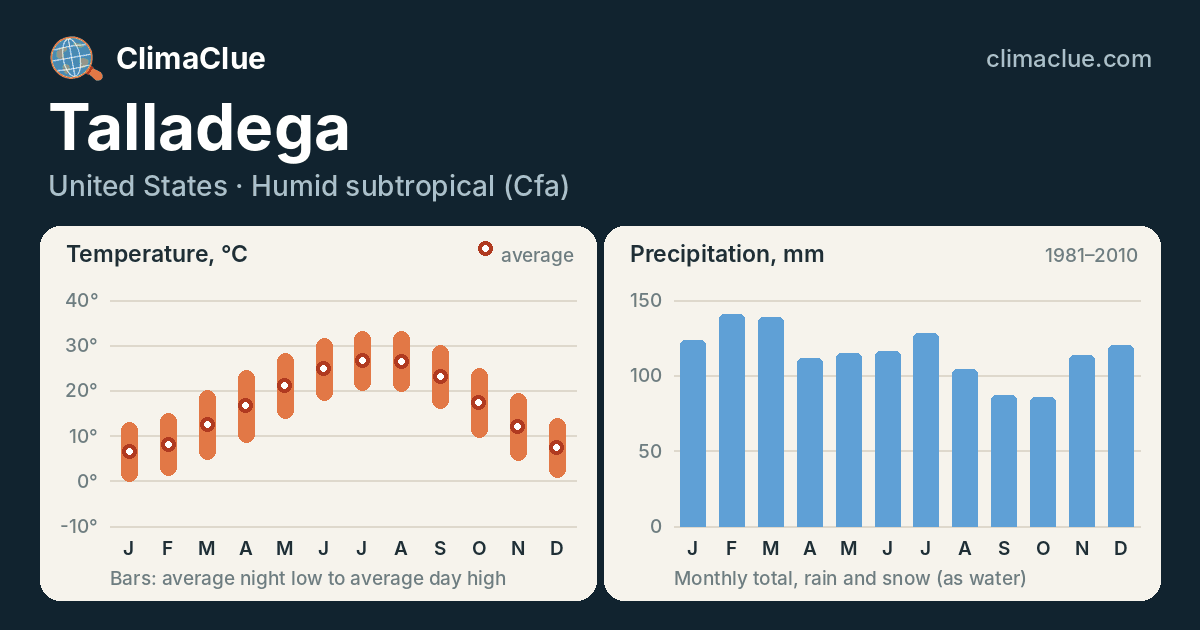 ClimaClue
climaclue.com
Talladega
United States · Humid subtropical (Cfa)
Temperature, °C
average
40°
30°
20°
10°
0°
-10°
J F M A M J J A S O N D
Bars: average night low to average day high
Precipitation, mm
1981–2010
150
100
50
0
J F M A M J J A S O N D
Monthly total, rain and snow (as water)